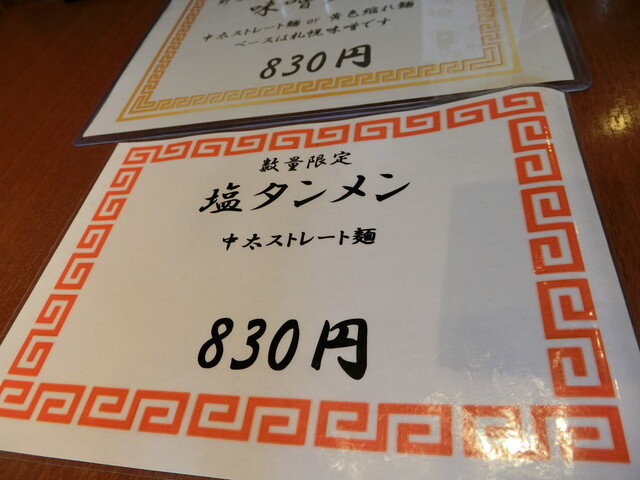 味噌
中太ストレート麺 or 黄色縮れ麺
ベースは札幌味噌です
830円
数量限定
塩タンメン
中太ストレート麺
830円